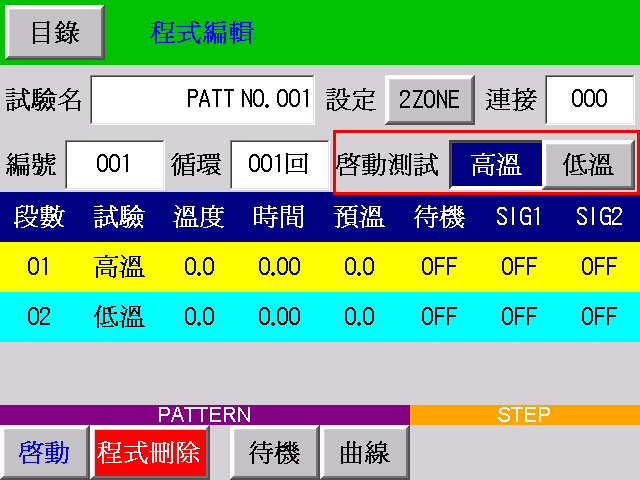 目錄 程式編輯
試驗名 PATT NO.001 設定 2ZONE 連接 000
編號 001 循環 001回 啓動測試 高溫 低溫
段數 試驗 溫度 時間 預溫 待機 SIG1 SIG2
01 高溫 0.0 0.00 0.0 OFF OFF OFF
02 低溫 0.0 0.00 0.0 OFF OFF OFF
PATTERN STEP
啓動 程式刪除 待機 曲線